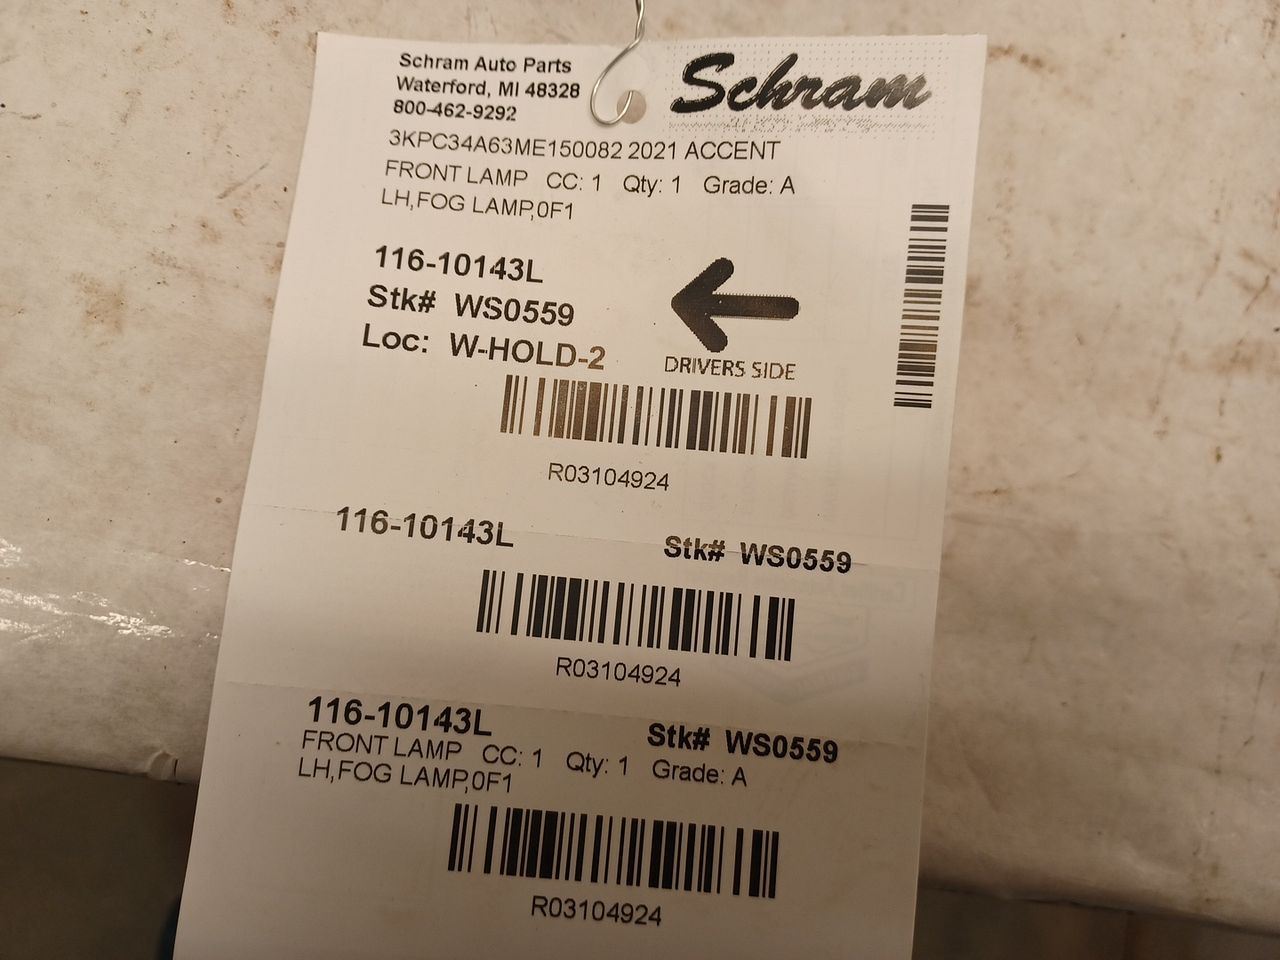 Schram Auto Parts
Waterford, MI 48328
800-462-9292
Schram
3KPC34A63ME150082 2021 ACCENT
FRONT LAMP CC: 1 Qty: 1 Grade: A
LH,FOG LAMP,0F1
116-10143L
Stk# WS0559
Loc: W-HOLD-2
DRIVERS SIDE
R03104924
116-10143L Stk# WS0559
R03104924
116-10143L Stk# WS0559
FRONT LAMP CC: 1 Qty: 1 Grade: A
LH,FOG LAMP,0F1
R03104924